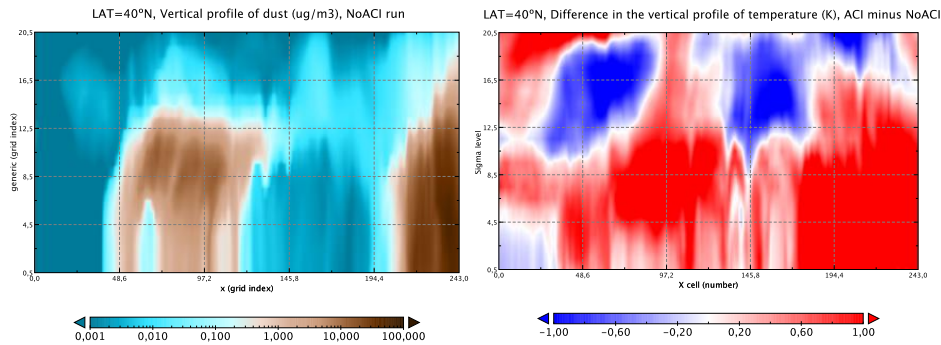 LAT=40°N, Vertical profile of dust (ug/m3), NoACI run
20,5
16,5
12,5
8,5
4,5
0,5
generic (grid index)
0,0 48,6 97,2 145,8 194,4 243,0
x (grid index)
0,001 0,010 0,100 1,000 10,000 100,000
LAT=40°N, Difference in the vertical profile of temperature (K), ACI minus NoACI
20,5
16,5
12,5
8,5
4,5
0,5
Sigma level
0,0 48,6 97,2 145,8 194,4 243,0
X cell (number)
−1,00 −0,60 −0,20 0,20 0,60 1,00